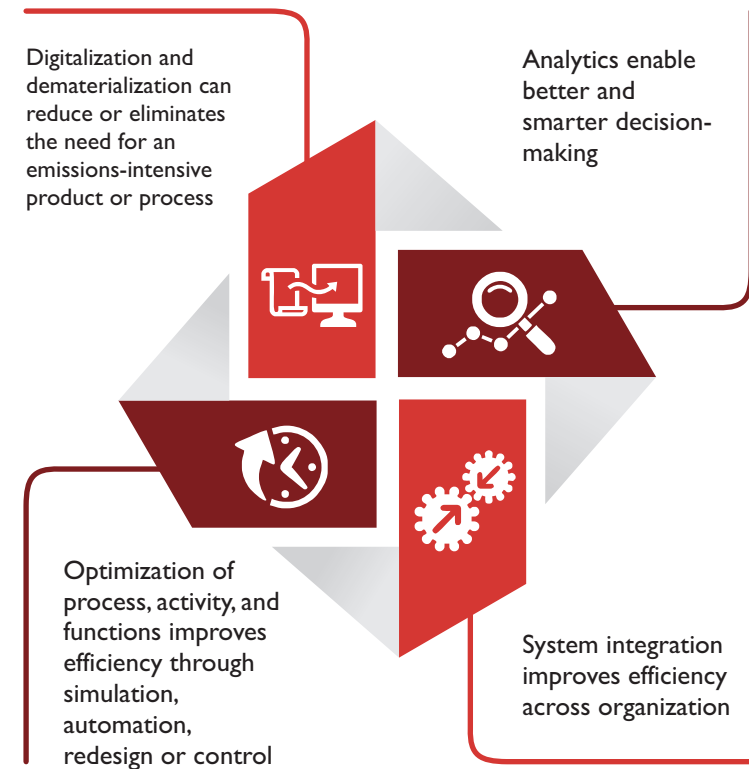 Digitalization and
dematerialization can
reduce or eliminates
the need for an
emissions-intensive
product or process
Analytics enable
better and
smarter decision-
making
Optimization of
process, activity, and
functions improves
efficiency through
simulation,
automation,
redesign or control
System integration
improves efficiency
across organization